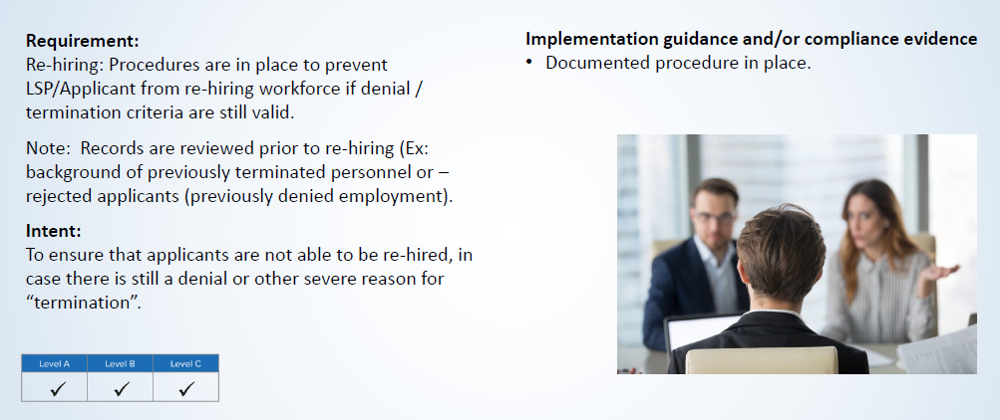 Requirement:
Re-hiring: Procedures are in place to prevent
LSP/Applicant from re-hiring workforce if denial /
termination criteria are still valid.
Note:  Records are reviewed prior to re-hiring (Ex:
background of previously terminated personnel or –
rejected applicants (previously denied employment).
Intent:
To ensure that applicants are not able to be re-hired, in
case there is still a denial or other severe reason for
“termination”.
Level A Level B Level C
✓ ✓ ✓
Implementation guidance and/or compliance evidence
• Documented procedure in place.